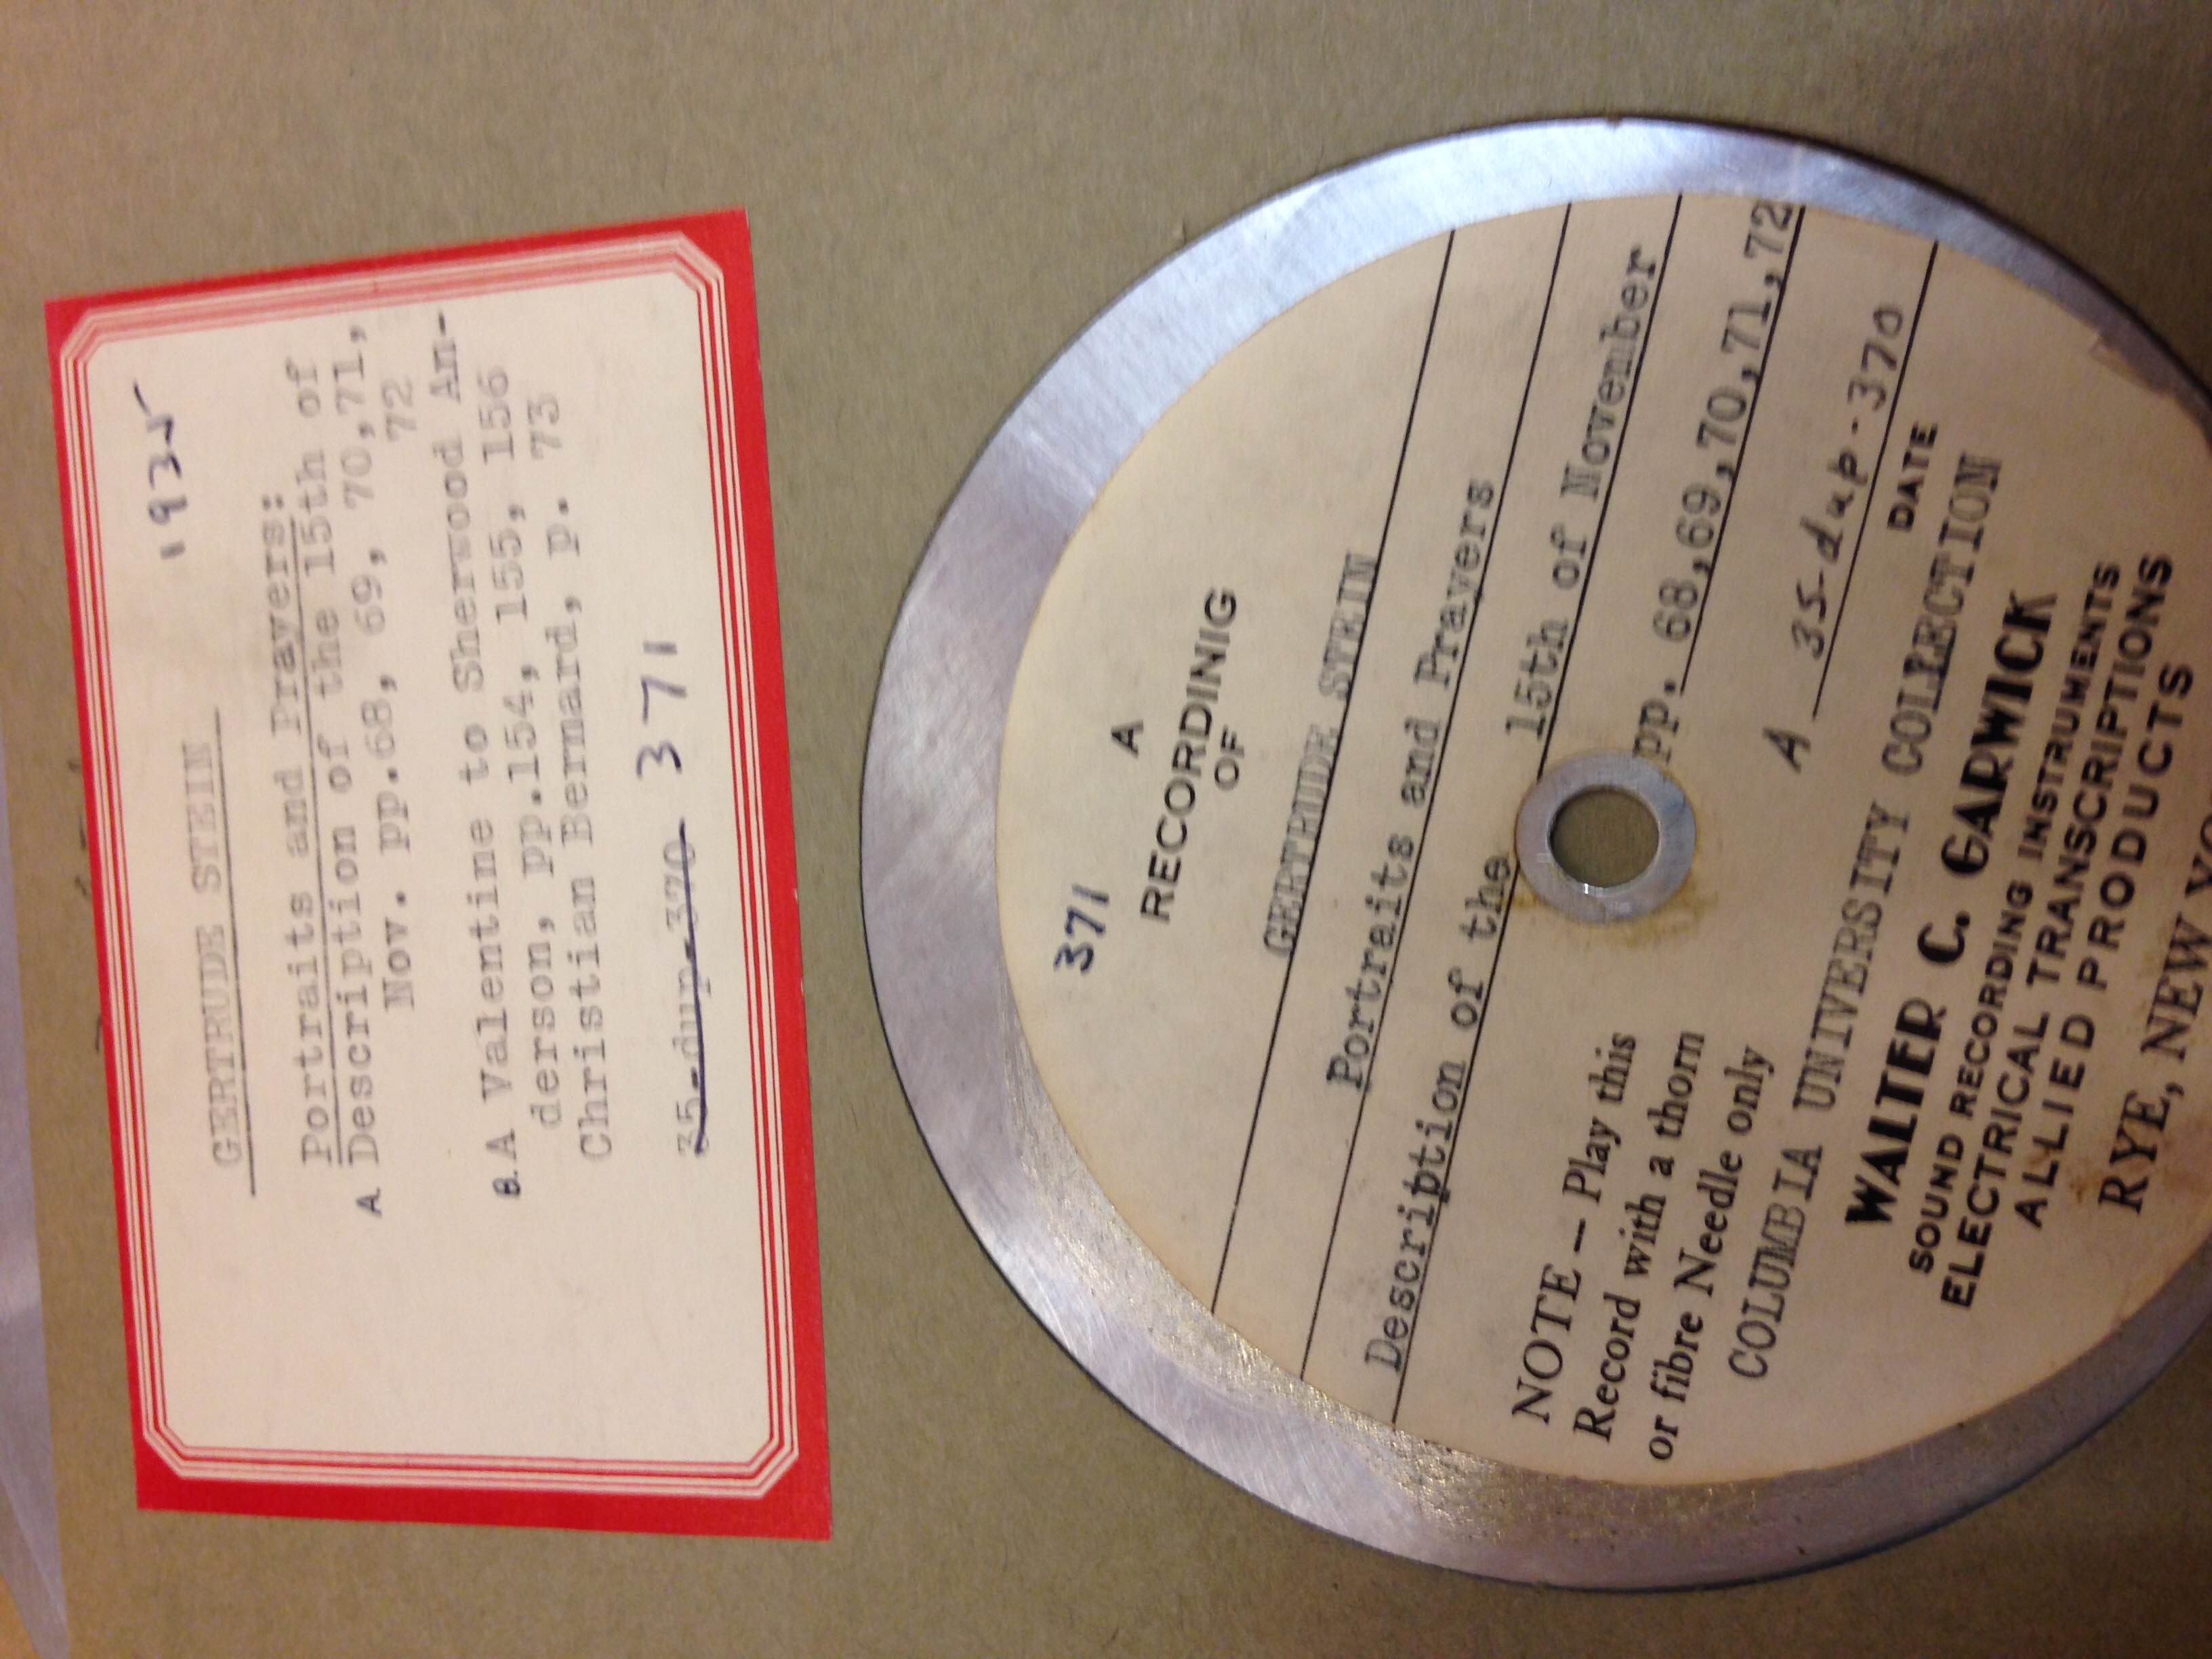 1935
GERTRUDE STEIN
Portraits and Prayers:
A Description of the 15th of
Nov. pp.68, 69, 70,71,
72
B.A Valentine to Sherwood An-
derson, pp.154, 155, 156
Christian Bernard, p. 73
35-dup-370 371
371
A
RECORDINIG
OF
GERTRUDE STEIN
Portraits and Prayers
Description of the 15th of November
pp. 68,69,70,71,72
NOTE – Play this
Record with a thorn
or fibre Needle only
A 35-dup-370
DATE
COLUMBIA UNIVERSITY COLLECTION
WALTER C. GARWICK
SOUND RECORDING INSTRUMENTS
ELECTRICAL TRANSCRIPTIONS
ALLIED PRODUCTS
RYE, NEW YO